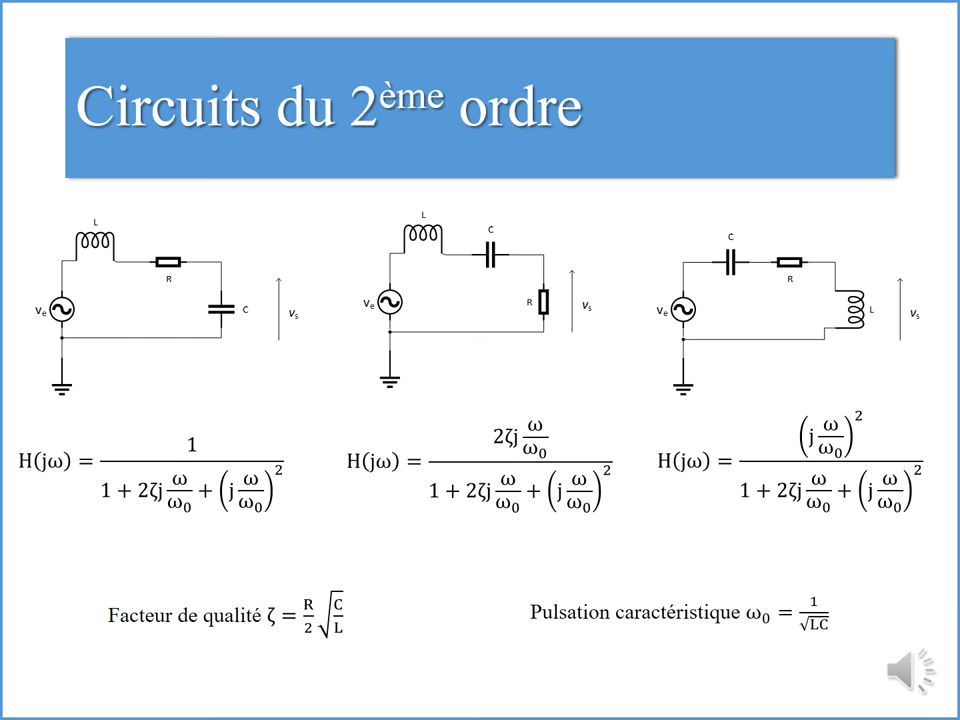 Circuits du 2ème ordre
L
R
C
ve
vs
L
C
R
ve
vs
C
R
L
ve
vs
H(jω) = 1 / (1 + 2ζj ω/ω₀ + (j ω/ω₀)²)
H(jω) = 2ζj ω/ω₀ / (1 + 2ζj ω/ω₀ + (j ω/ω₀)²)
H(jω) = (j ω/ω₀)² / (1 + 2ζj ω/ω₀ + (j ω/ω₀)²)
Facteur de qualité ζ = R/2 √(C/L)
Pulsation caractéristique ω₀ = 1/√LC